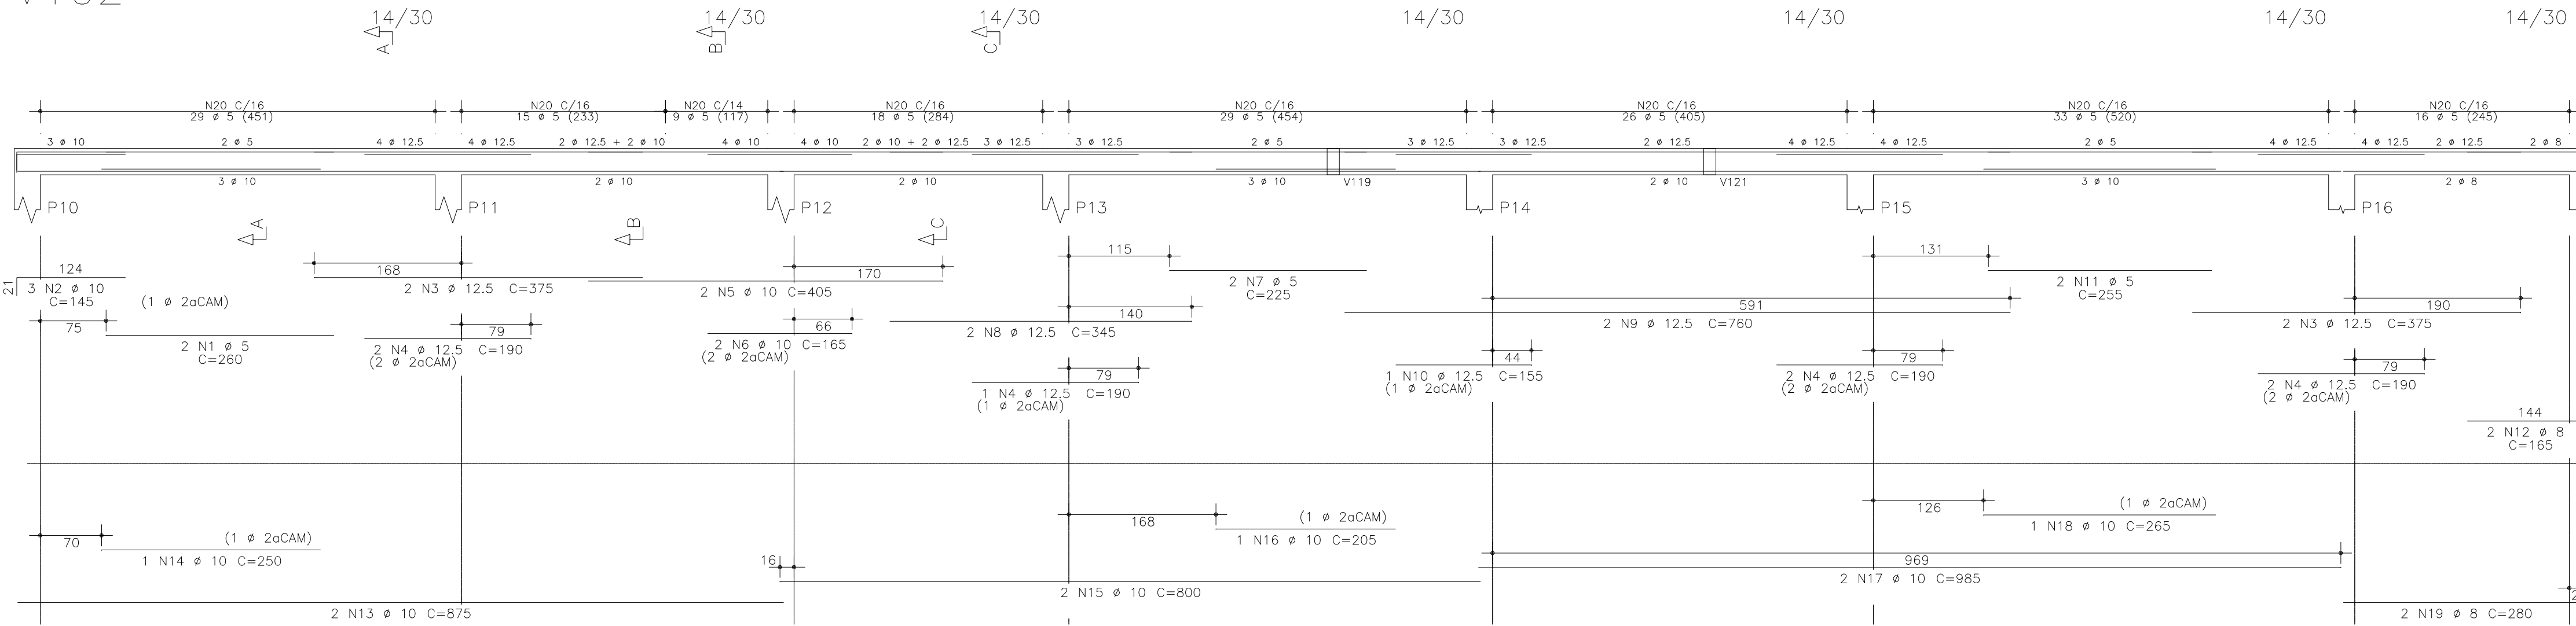 14/30 14/30 14/30 14/30 14/30 14/30 14/30
A B C
N20 C/16 N20 C/16 N20 C/14 N20 C/16 N20 C/16 N20 C/16 N20 C/16 N20 C/16
29 ø 5 (451) 15 ø 5 (233) 9 ø 5 (117) 18 ø 5 (284) 29 ø 5 (454) 26 ø 5 (405) 33 ø 5 (520) 16 ø 5 (245)
3 ø 10 2 ø 5 4 ø 12.5 4 ø 12.5 2 ø 12.5 + 2 ø 10 4 ø 10 4 ø 10 2 ø 10 + 2 ø 12.5 3 ø 12.5 3 ø 12.5 2 ø 5 3 ø 12.5 3 ø 12.5 2 ø 12.5 4 ø 12.5 4 ø 12.5 2 ø 5 4 ø 12.5 4 ø 12.5 2 ø 12.5 2 ø 8
3 ø 10 2 ø 10 2 ø 10 3 ø 10 V119 2 ø 10 V121 3 ø 10 2 ø 8
P10 P11 P12 P13 P14 P15 P16
A B C
115 131
124 168 170
21
3 N2 ø 10 2 N3 ø 12.5 C=375 2 N5 ø 10 C=405 2 N7 ø 5 2 N11 ø 5
C=145 (1 ø 2aCAM) C=225 C=255
140 591 190
75 79 66 2 N8 ø 12.5 C=345 2 N9 ø 12.5 C=760 2 N3 ø 12.5 C=375
2 N1 ø 5 2 N4 ø 12.5 C=190 2 N6 ø 10 C=165
C=260 (2 ø 2aCAM) (2 ø 2aCAM)
44 79 79
79 1 N10 ø 12.5 C=155 2 N4 ø 12.5 C=190 2 N4 ø 12.5 C=190
1 N4 ø 12.5 C=190 (1 ø 2aCAM) (2 ø 2aCAM) (2 ø 2aCAM)
(1 ø 2aCAM)
144
2 N12 ø 8
C=165
168 (1 ø 2aCAM) 126 (1 ø 2aCAM)
70 (1 ø 2aCAM) 1 N16 ø 10 C=205 1 N18 ø 10 C=265
1 N14 ø 10 C=250 16 969
2 N15 ø 10 C=800 2 N17 ø 10 C=985
2 N13 ø 10 C=875 2 N19 ø 8 C=280